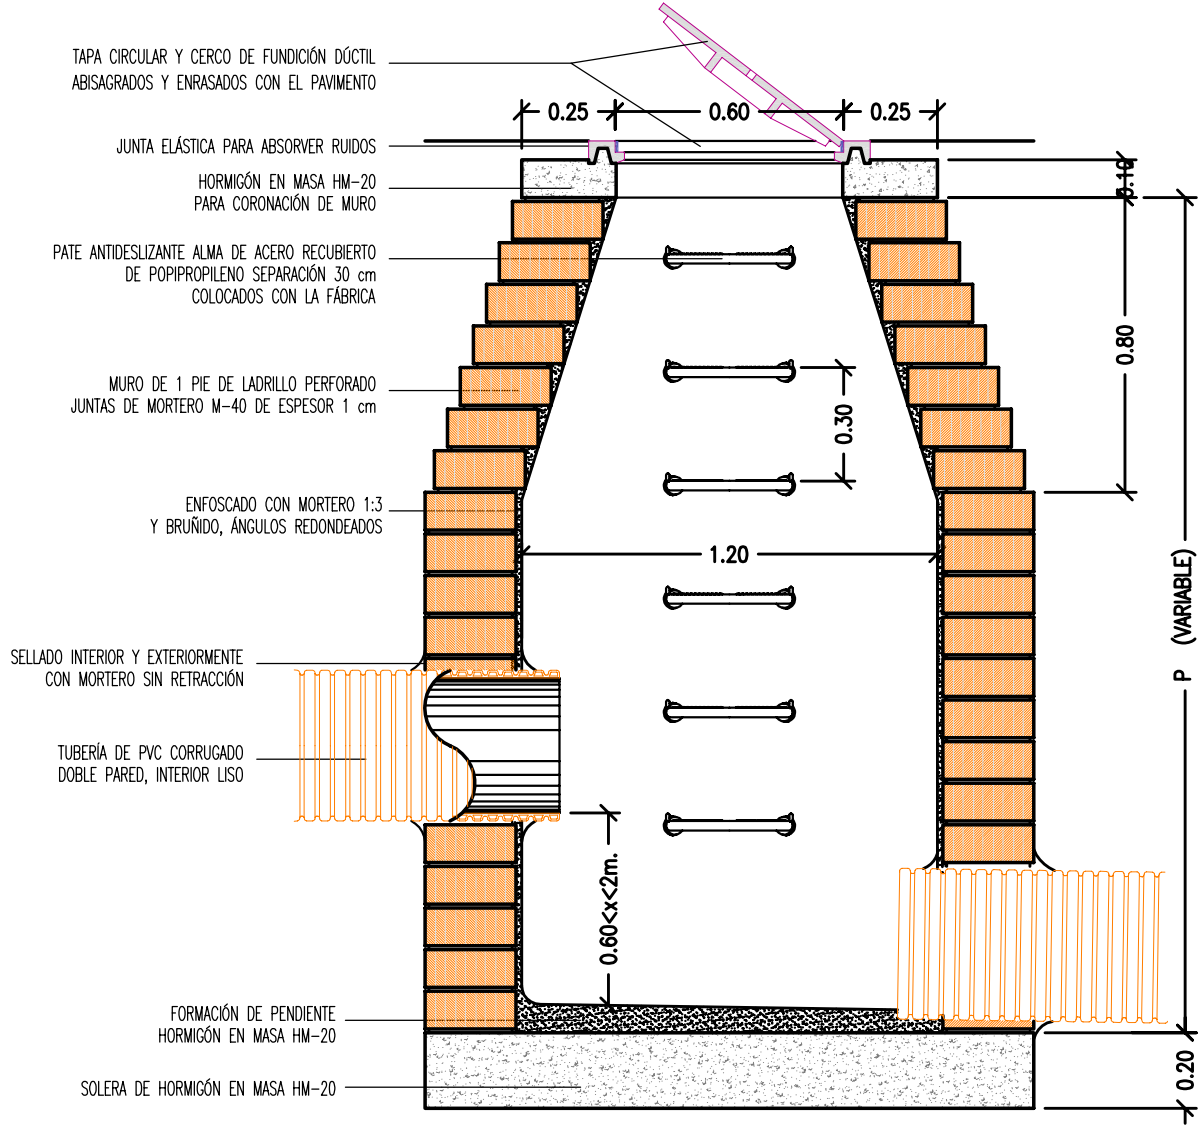 TAPA CIRCULAR Y CERCO DE FUNDICIÓN DÚCTIL
ABISAGRADOS Y ENRASADOS CON EL PAVIMENTO
0.25
0.60
0.25
JUNTA ELÁSTICA PARA ABSORVER RUIDOS
HORMIGÓN EN MASA HM-20
PARA CORONACIÓN DE MURO
0.10
PATE ANTIDESLIZANTE ALMA DE ACERO RECUBIERTO
DE POPIPROPILENO SEPARACIÓN 30 cm
COLOCADOS CON LA FÁBRICA
0.80
MURO DE 1 PIE DE LADRILLO PERFORADO
JUNTAS DE MORTERO M-40 DE ESPESOR 1 cm
0.30
ENFOSCADO CON MORTERO 1:3
Y BRUÑIDO, ÁNGULOS REDONDEADOS
1.20
P (VARIABLE)
SELLADO INTERIOR Y EXTERIORMENTE
CON MORTERO SIN RETRACCIÓN
TUBERÍA DE PVC CORRUGADO
DOBLE PARED, INTERIOR LISO
0.60<x<2m.
FORMACIÓN DE PENDIENTE
HORMIGÓN EN MASA HM-20
SOLERA DE HORMIGÓN EN MASA HM-20
0.20